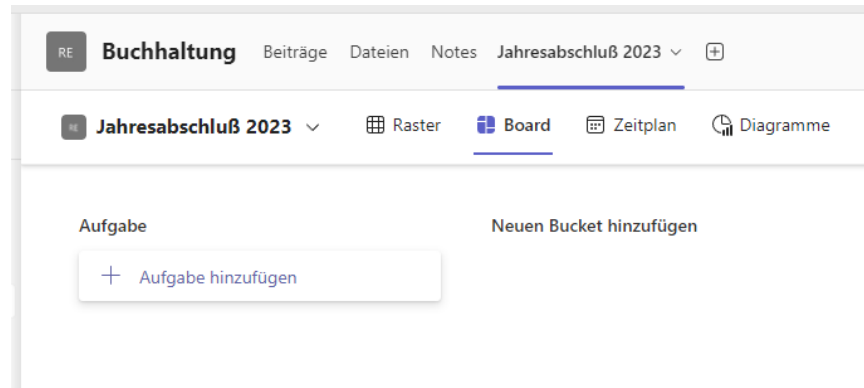 RE Buchhaltung Beiträge Dateien Notes Jahresabschluß 2023
RE Jahresabschluß 2023 Raster Board Zeitplan Diagramme
Aufgabe Neuen Bucket hinzufügen
Aufgabe hinzufügen